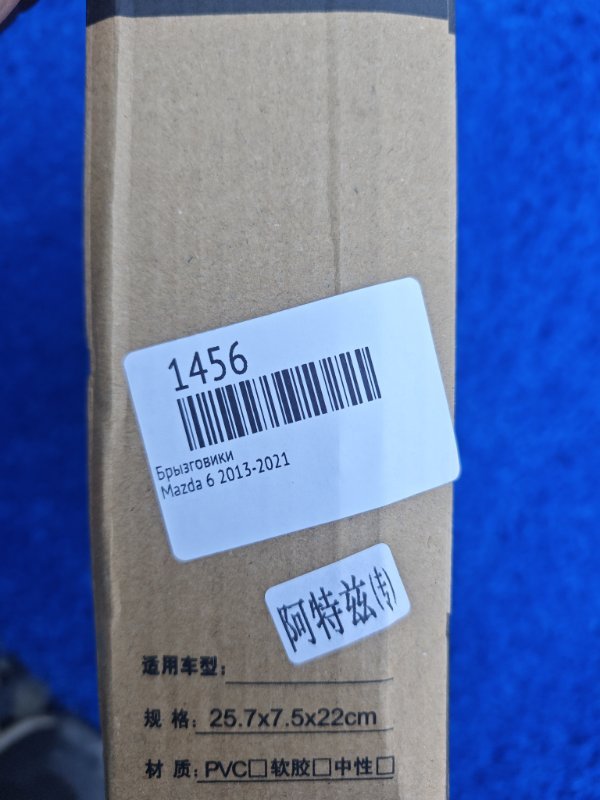 1456
Брызговики
Mazda 6 2013-2021
阿特兹(专)
适用车型:
规 格: 25.7x7.5x22cm
材 质: PVC□软胶□中性□